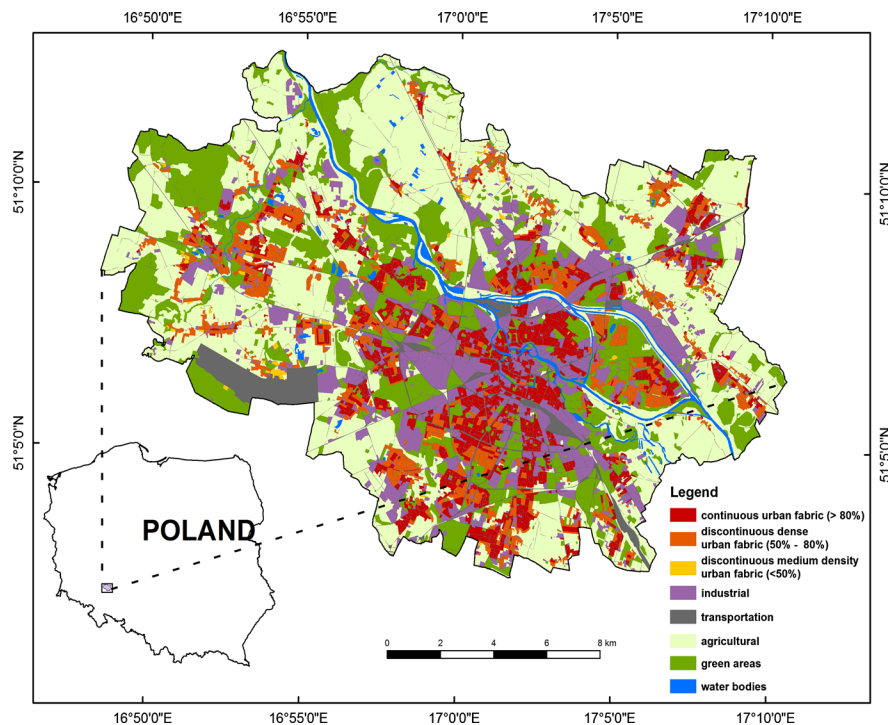 16°50'0"E 16°55'0"E 17°0'0"E 17°5'0"E 17°10'0"E
51°10'0"N 51°10'0"N
51°5'0"N 51°5'0"N
POLAND
Legend
continuous urban fabric (> 80%)
discontinuous dense
urban fabric (50% - 80%)
discontinuous medium density
urban fabric (<50%)
industrial
transportation
agricultural
green areas
water bodies
0 2 4 6 8 km
16°50'0"E 16°55'0"E 17°0'0"E 17°5'0"E 17°10'0"E